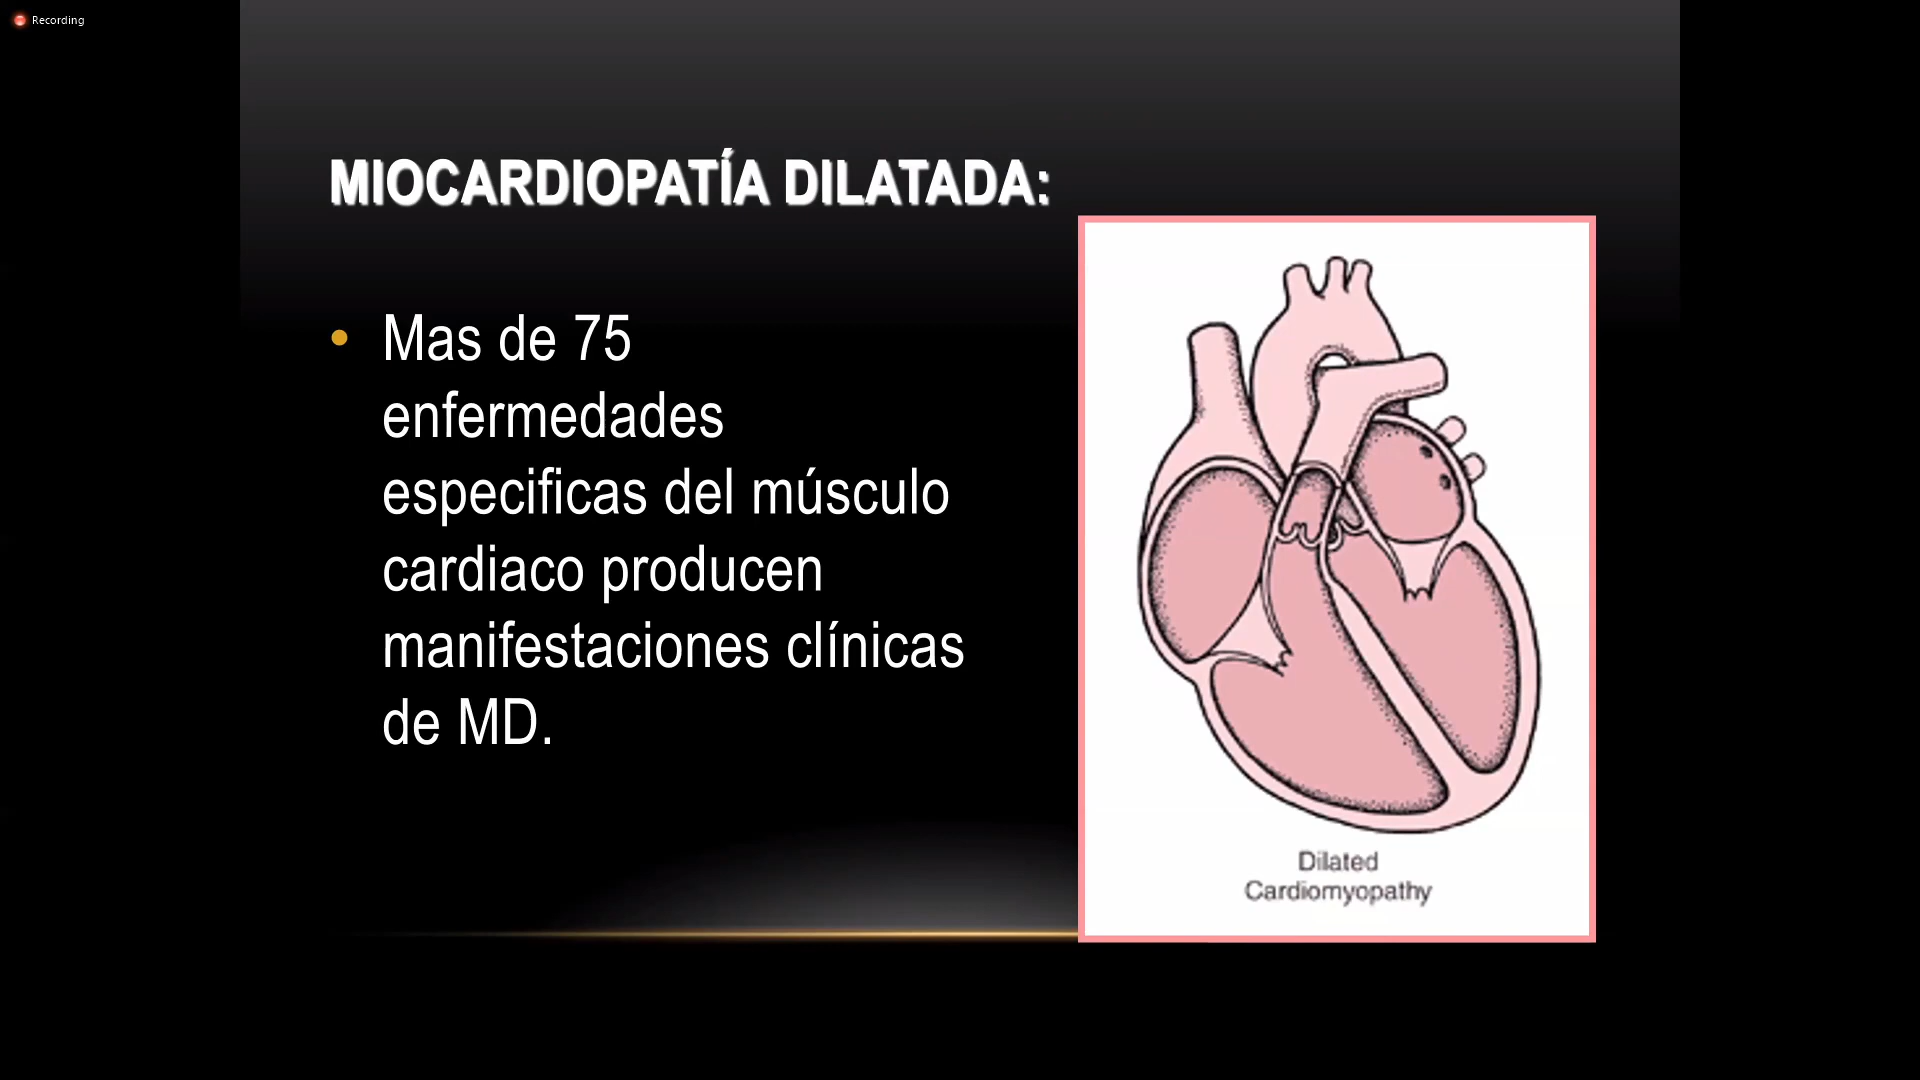 Recording
MIOCARDIOPATÍA DILATADA:
• Mas de 75
enfermedades
especificas del músculo
cardiaco producen
manifestaciones clínicas
de MD.
Dilated
Cardiomyopathy